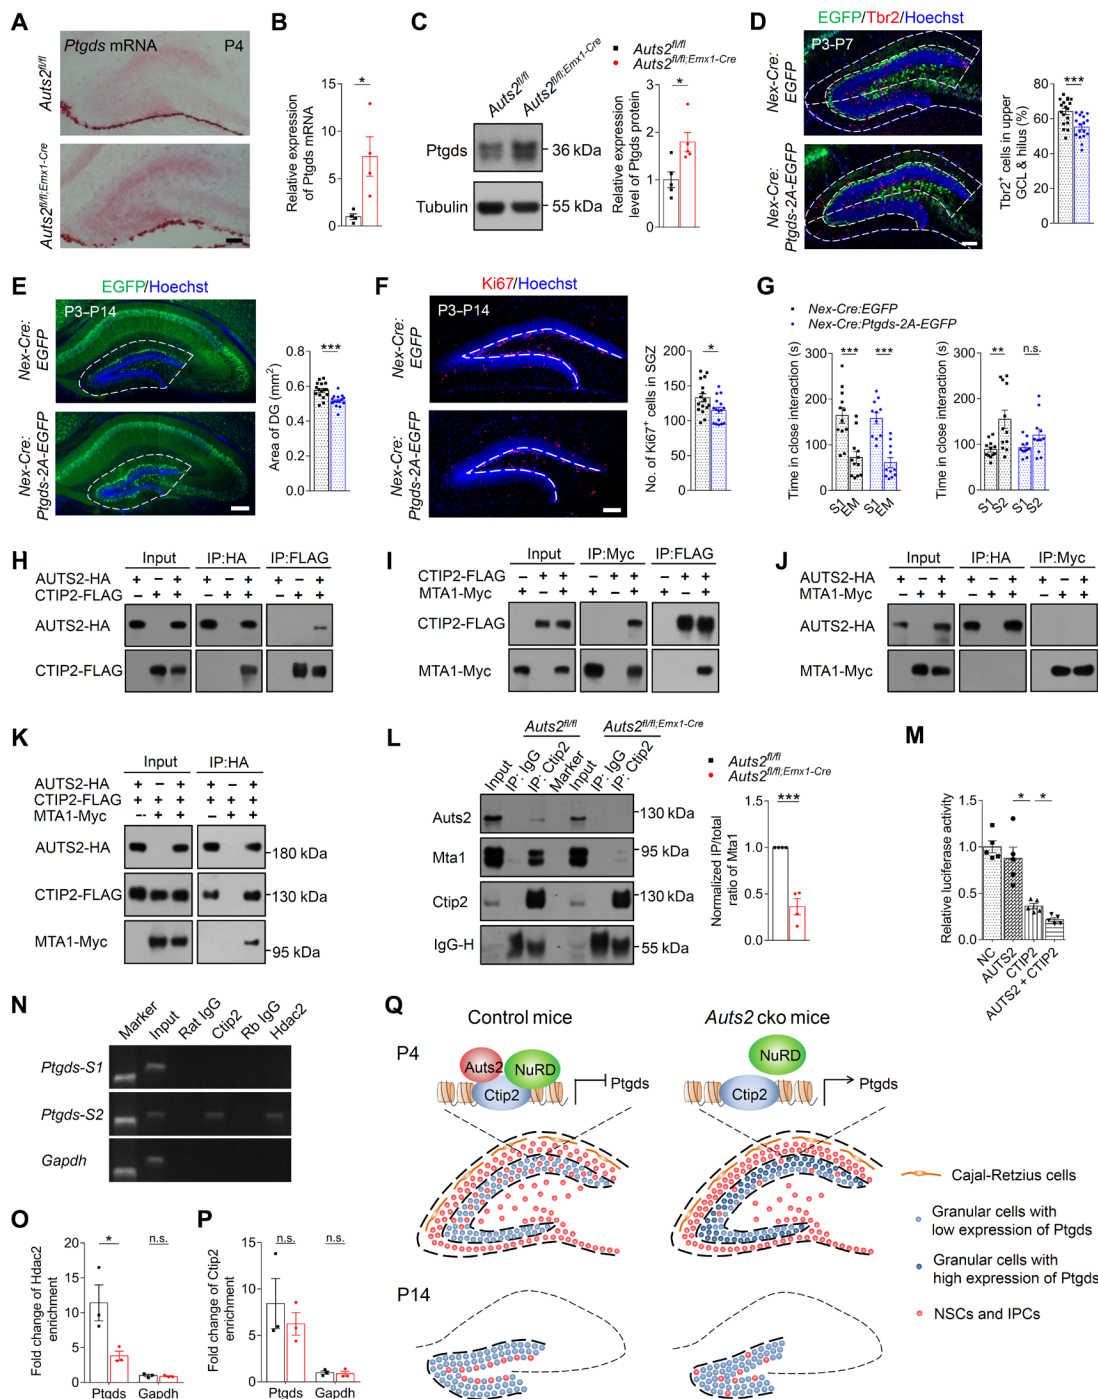 A
Ptgds mRNA
P4
Auts2fl/fl
Auts2fl/fl;Emx1-Cre
B
Relative expression
of Ptgds mRNA
15
10
5
0
*
C
Auts2fl/fl
Auts2fl/fl;Emx1-Cre
Ptgds
36 kDa
Tubulin
55 kDa
Auts2fl/fl
Auts2fl/fl;Emx1-Cre
Relative expression
level of Ptgds protein
3
2
1
0
*
D
EGFP/Tbr2/Hoechst
P3-P7
Nex-Cre:
EGFP
Nex-Cre:
Ptgds-2A-EGFP
Tbr2+ cells in upper
GCL & hilus (%)
80
60
40
20
0
***
E
EGFP/Hoechst
P3–P14
Nex-Cre:
EGFP
Nex-Cre:
Ptgds-2A-EGFP
Area of DG (mm2)
0.8
0.6
0.4
0.2
0.0
***
F
Ki67/Hoechst
P3–P14
Nex-Cre:
EGFP
Nex-Cre:
Ptgds-2A-EGFP
No. of Ki67+ cells in SGZ
200
150
100
50
0
*
G
Nex-Cre:EGFP
Nex-Cre:Ptgds-2A-EGFP
Time in close interaction (s)
300
200
100
0
*** ***
S1 EM S1 EM
Time in close interaction (s)
300
200
100
0
** n.s.
S1 S2 S1 S2
H
Input IP:HA IP:FLAG
AUTS2-HA + − + + − + + − +
CTIP2-FLAG − + + − + + − + +
AUTS2-HA
CTIP2-FLAG
I
Input IP:Myc IP:FLAG
CTIP2-FLAG − + + − + + − + +
MTA1-Myc + − + + − + + − +
CTIP2-FLAG
MTA1-Myc
J
Input IP:HA IP:Myc
AUTS2-HA + − + + − + + − +
MTA1-Myc − + + − + + − + +
AUTS2-HA
MTA1-Myc
K
Input IP:HA
AUTS2-HA + − + + − +
CTIP2-FLAG + + + + + +
MTA1-Myc − + + − + +
AUTS2-HA
180 kDa
CTIP2-FLAG
130 kDa
MTA1-Myc
95 kDa
L
Auts2fl/fl Auts2fl/fl;Emx1-Cre
Input
IP: IgG
IP: Ctip2
Marker
Input
IP: IgG
IP: Ctip2
Auts2
130 kDa
Mta1
95 kDa
Ctip2
130 kDa
IgG-H
55 kDa
Auts2fl/fl
Auts2fl/fl;Emx1-Cre
Normalized IP/total
ratio of Mta1
1.5
1.0
0.5
0.0
***
M
Relative luciferase activity
1.5
1.0
0.5
0.0
* *
NC
AUTS2
CTIP2
AUTS2 + CTIP2
N
Marker
Input
Rat IgG
Ctip2
Rb IgG
Hdac2
Ptgds-S1
Ptgds-S2
Gapdh
O
Fold change of Hdac2
enrichment
20
15
10
5
0
* n.s.
Ptgds Gapdh
P
Fold change of Ctip2
enrichment
15
10
5
0
n.s. n.s.
Ptgds Gapdh
Q
Control mice
Auts2 cko mice
P4
Auts2
NuRD
Ctip2
Ptgds
NuRD
Ctip2
Ptgds
P14
Cajal-Retzius cells
Granular cells with
low expression of Ptgds
Granular cells with
high expression of Ptgds
NSCs and IPCs